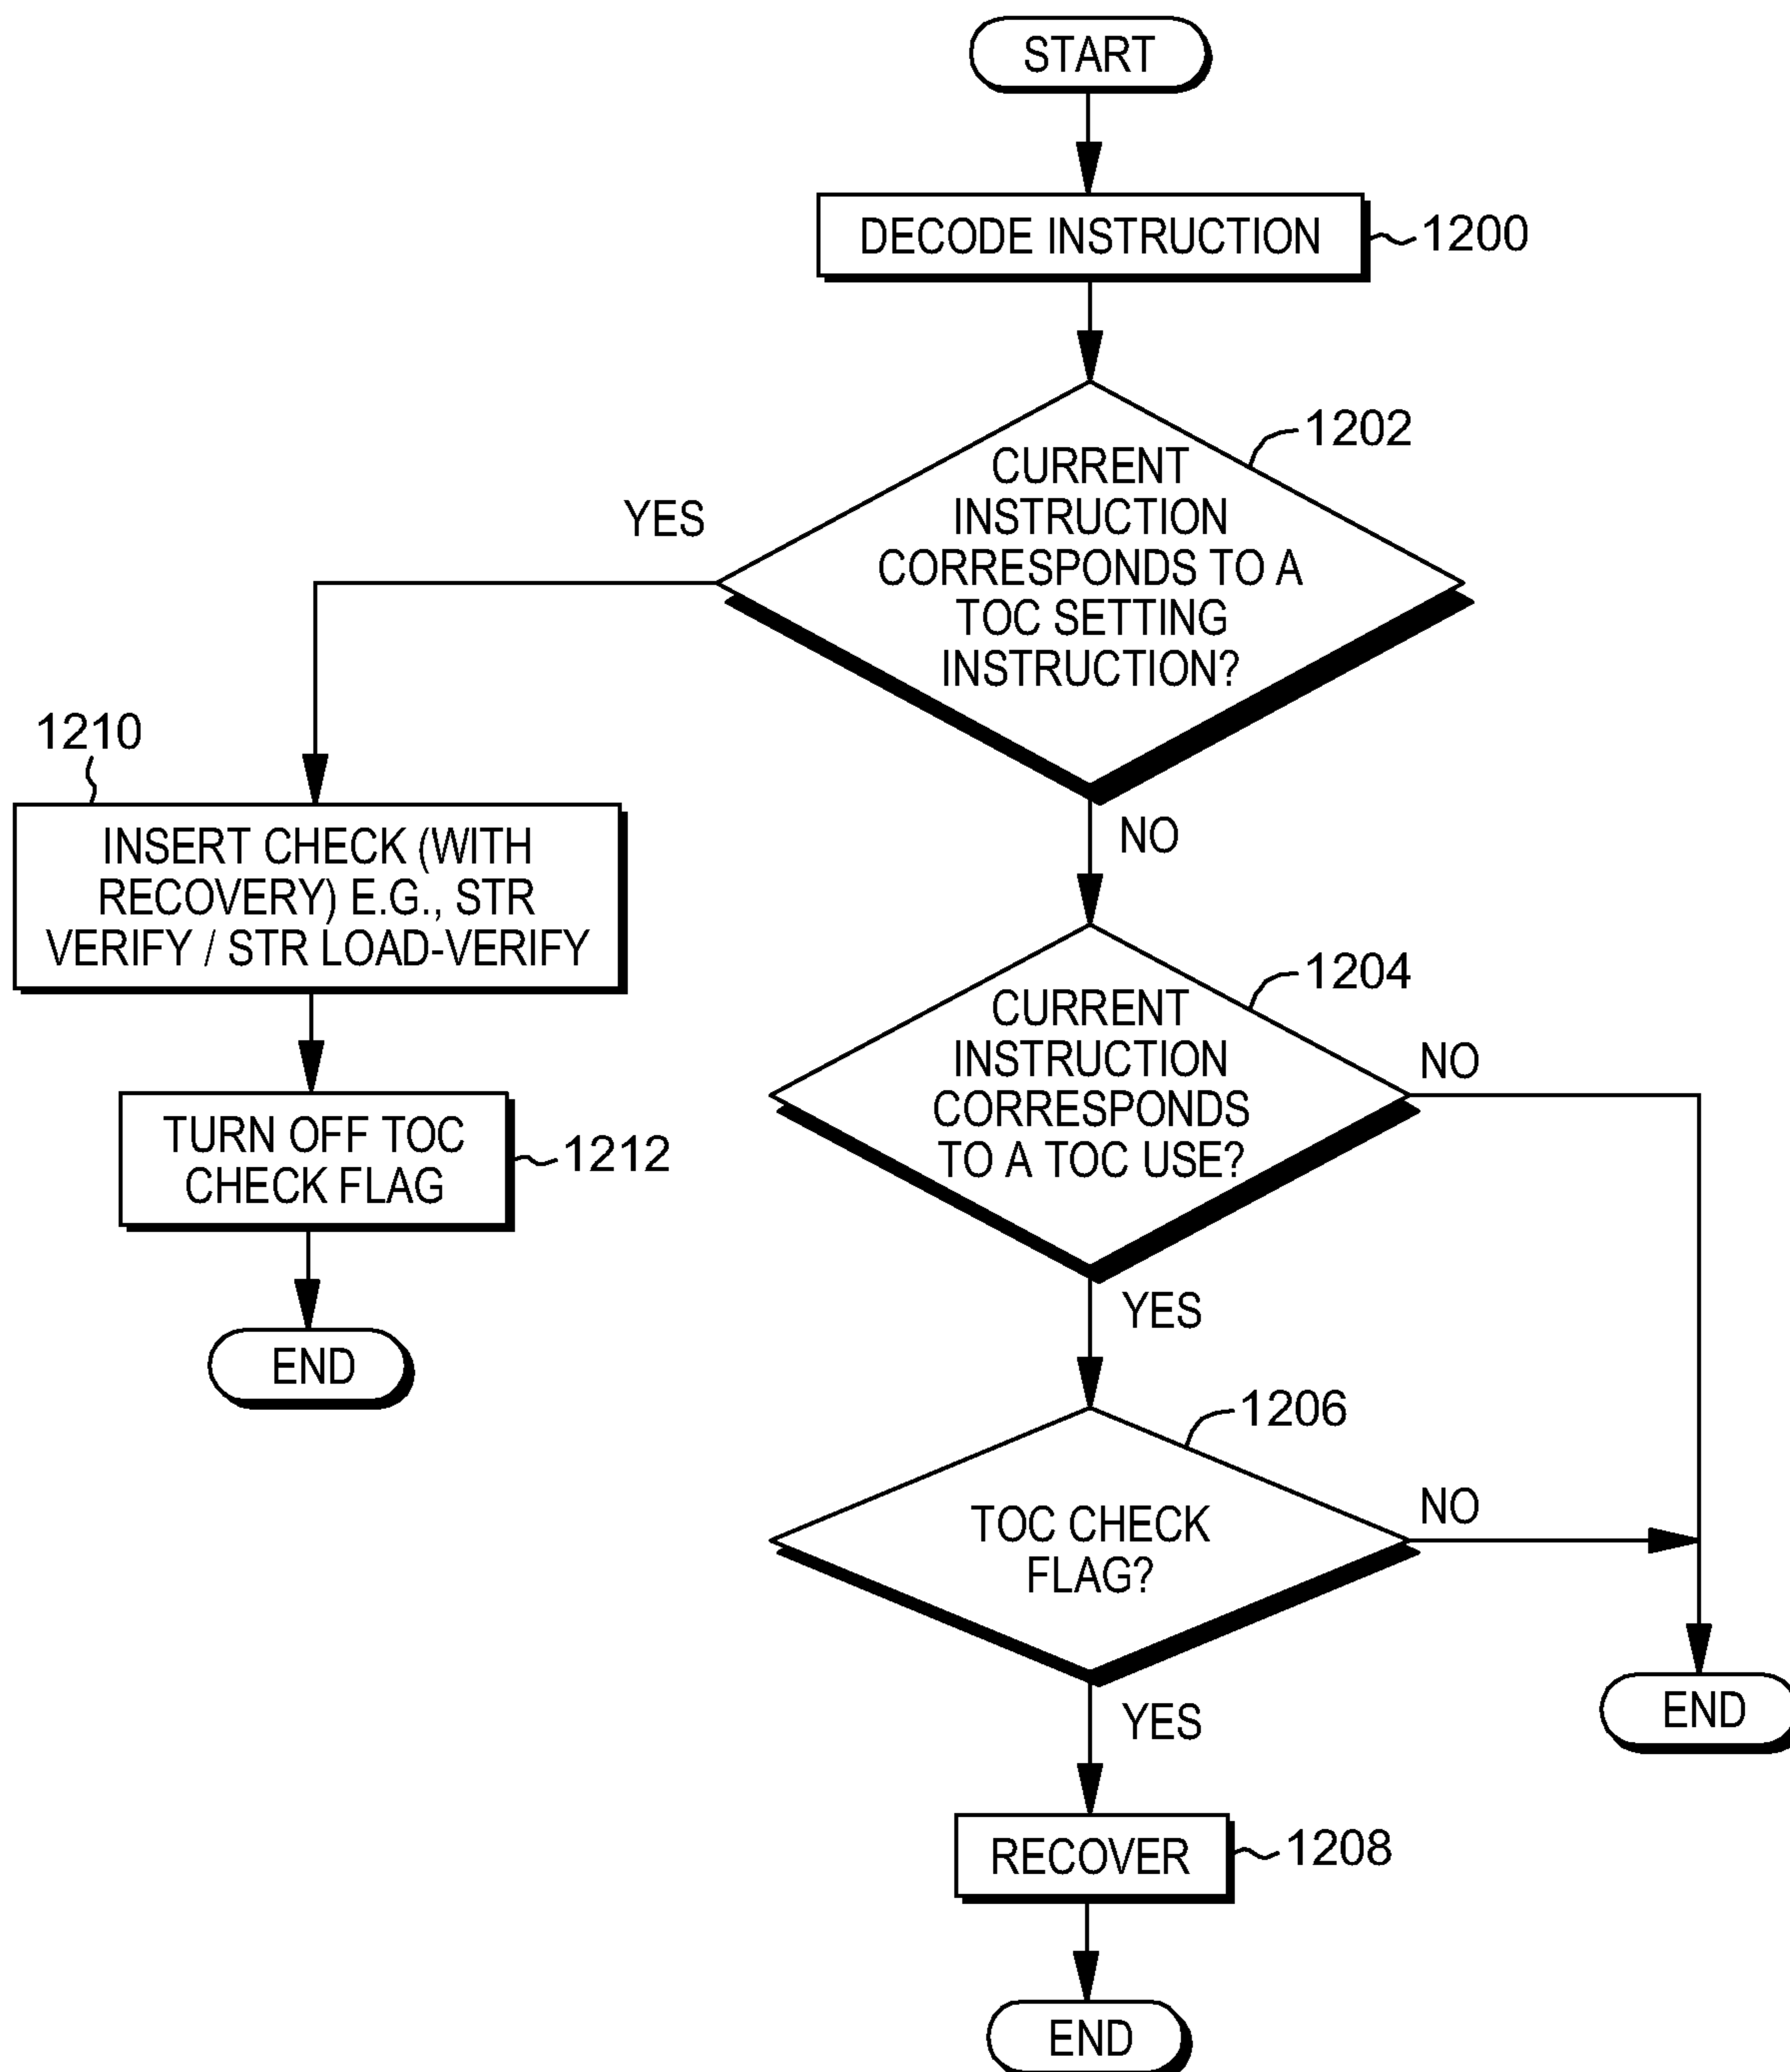 START
DECODE INSTRUCTION
1200
1202
CURRENT
INSTRUCTION
CORRESPONDS TO A
TOC SETTING
INSTRUCTION?
YES
NO
1210
INSERT CHECK (WITH
RECOVERY) E.G., STR
VERIFY / STR LOAD-VERIFY
TURN OFF TOC
CHECK FLAG
1212
END
1204
CURRENT
INSTRUCTION
CORRESPONDS
TO A TOC USE?
NO
YES
1206
TOC CHECK
FLAG?
NO
YES
END
RECOVER
1208
END